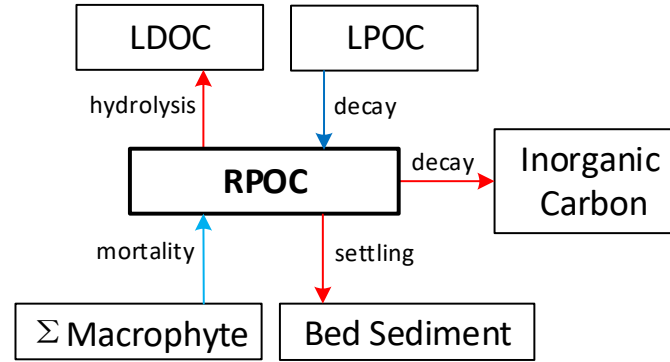 LDOC
LPOC
hydrolysis
decay
RPOC
decay
Inorganic
Carbon
mortality
settling
Σ Macrophyte
Bed Sediment